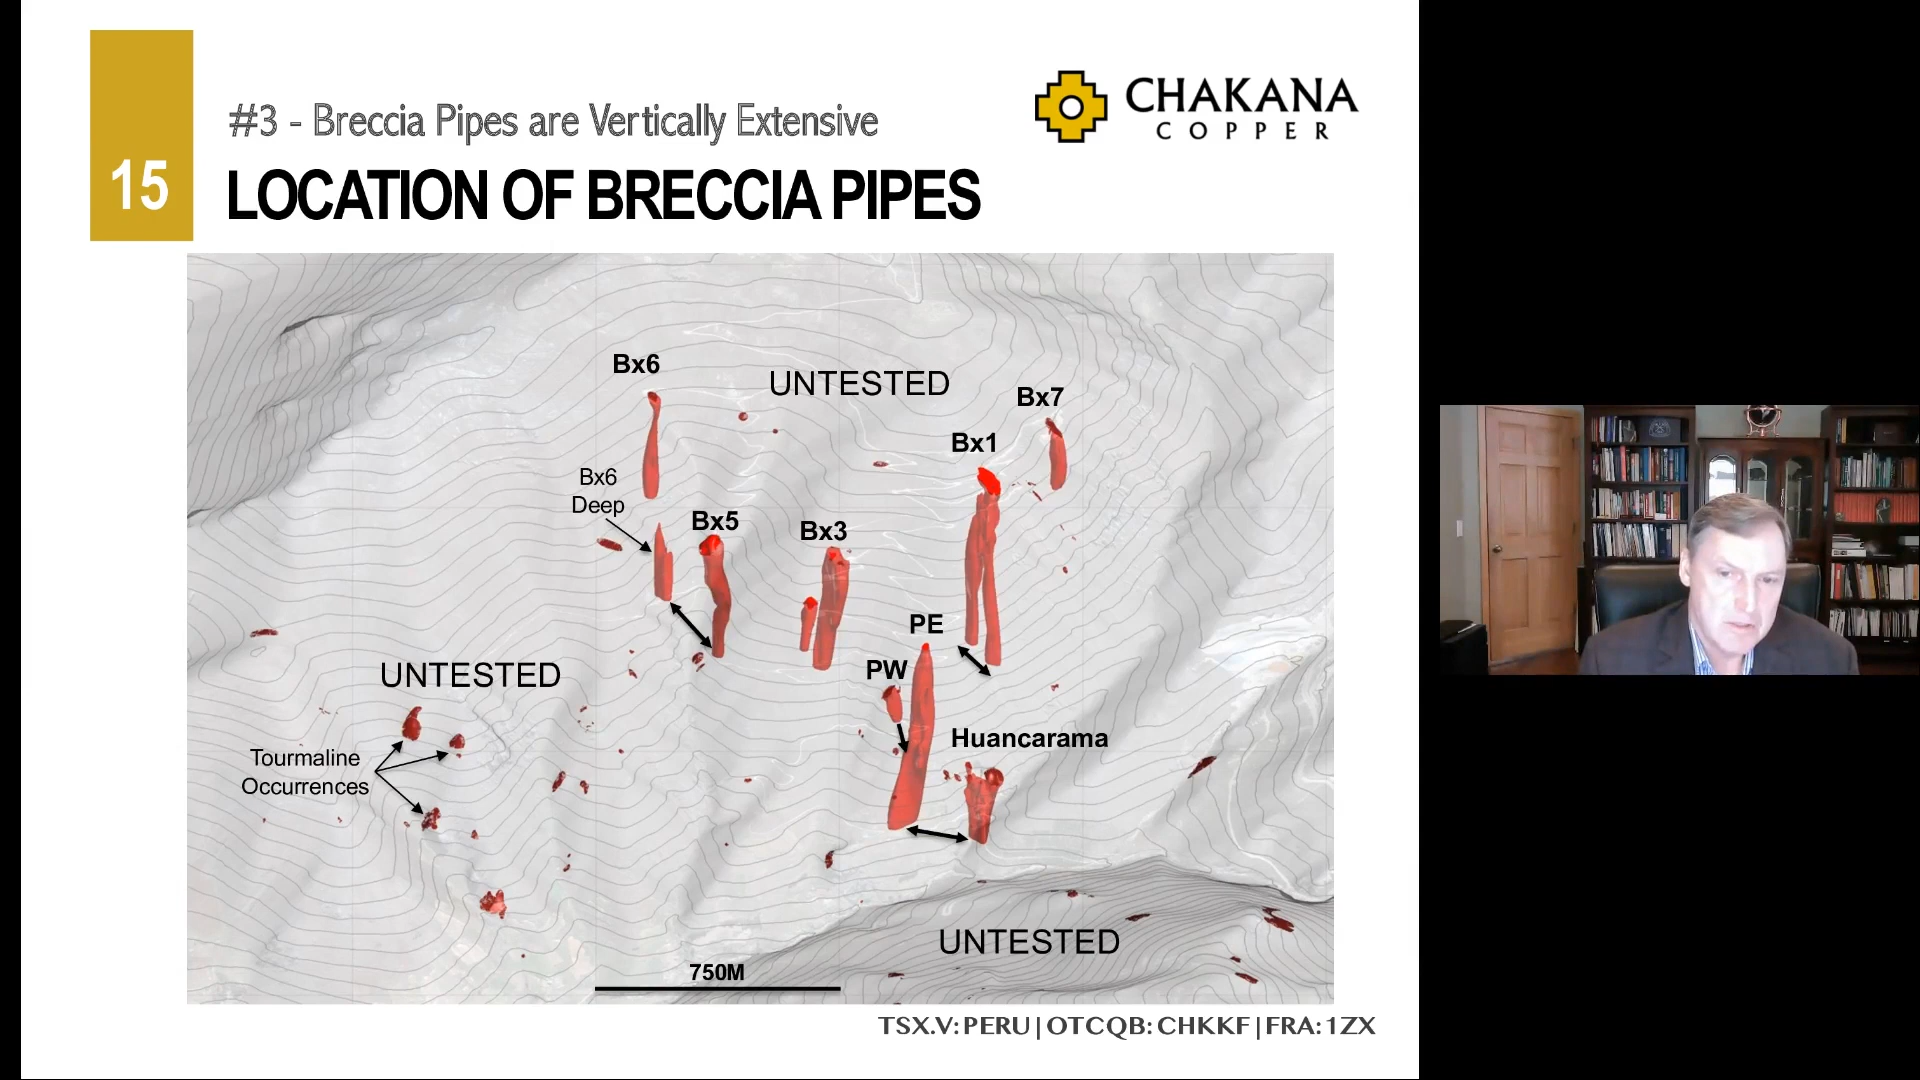 15
#3 - Breccia Pipes are Vertically Extensive
LOCATION OF BRECCIA PIPES
CHAKANA
COPPER
Bx6
UNTESTED
Bx7
Bx1
Bx6
Deep
Bx5
Bx3
PE
PW
UNTESTED
Huancarama
Tourmaline
Occurrences
UNTESTED
750M
TSX.V: PERU | OTCQB: CHKKF | FRA: 1ZX